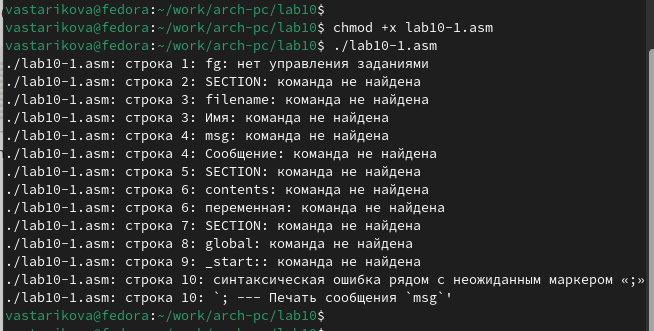 vastarikova@fedora:~/work/arch-pc/lab10$
vastarikova@fedora:~/work/arch-pc/lab10$ chmod +x lab10-1.asm
vastarikova@fedora:~/work/arch-pc/lab10$ ./lab10-1.asm
./lab10-1.asm: строка 1: fg: нет управления заданиями
./lab10-1.asm: строка 2: SECTION: команда не найдена
./lab10-1.asm: строка 3: filename: команда не найдена
./lab10-1.asm: строка 3: Имя: команда не найдена
./lab10-1.asm: строка 4: msg: команда не найдена
./lab10-1.asm: строка 4: Сообщение: команда не найдена
./lab10-1.asm: строка 5: SECTION: команда не найдена
./lab10-1.asm: строка 6: contents: команда не найдена
./lab10-1.asm: строка 6: переменная: команда не найдена
./lab10-1.asm: строка 7: SECTION: команда не найдена
./lab10-1.asm: строка 8: global: команда не найдена
./lab10-1.asm: строка 9: _start:: команда не найдена
./lab10-1.asm: строка 10: синтаксическая ошибка рядом с неожиданным маркером «;»
./lab10-1.asm: строка 10: `; --- Печать сообщения `msg`'
vastarikova@fedora:~/work/arch-pc/lab10$